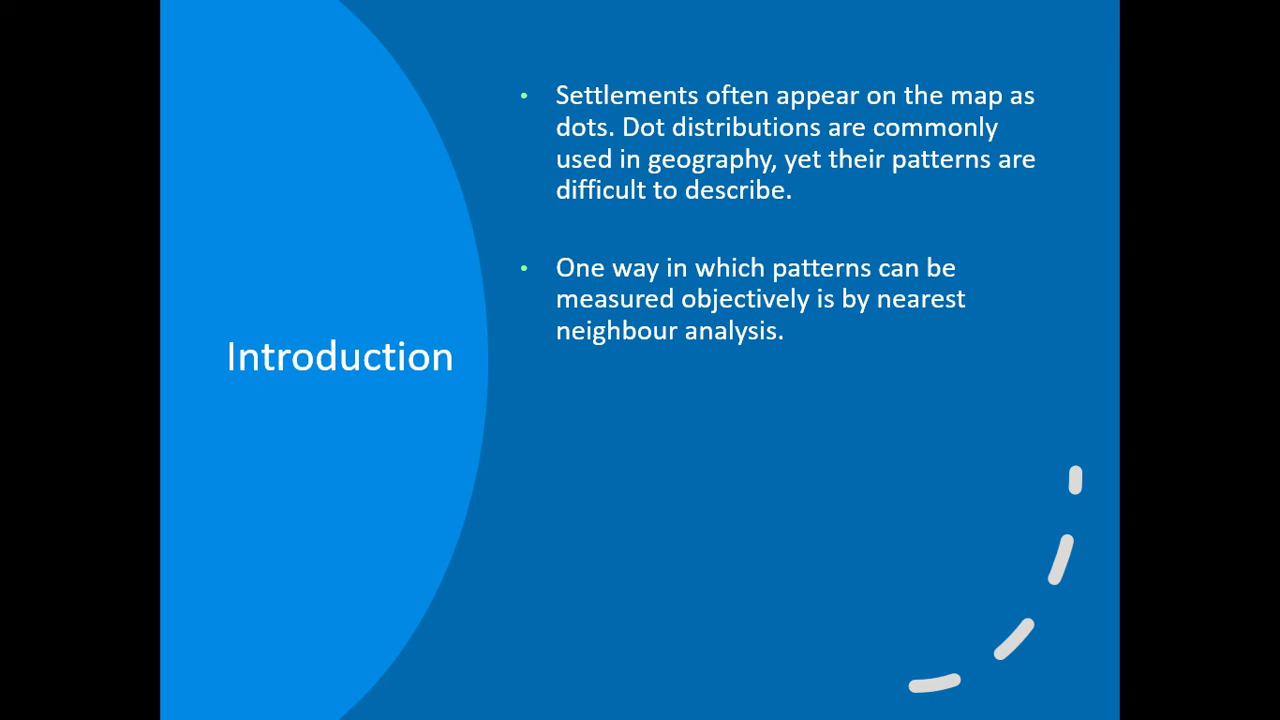 Introduction
• Settlements often appear on the map as
dots. Dot distributions are commonly
used in geography, yet their patterns are
difficult to describe.
• One way in which patterns can be
measured objectively is by nearest
neighbour analysis.